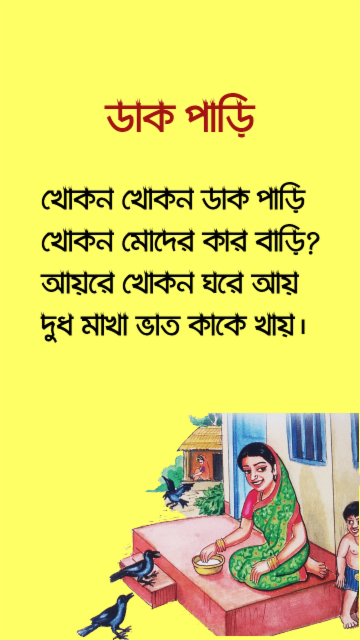 ডাক পাড়ি
খোকন খোকন ডাক পাড়ি
খোকন মোদের কার বাড়ি?
আয়রে খোকন ঘরে আয়
দুধ মাখা ভাত কাকে খায়।